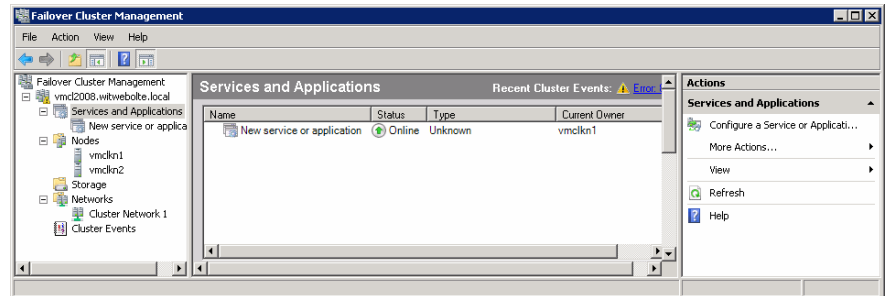 Failover Cluster Management
File Action View Help
Failover Cluster Management
vmcl2008.witwebolte.local
Services and Applications
New service or applica
Nodes
vmclkn1
vmclkn2
Storage
Networks
Cluster Network 1
Cluster Events
Services and Applications Recent Cluster Events: Error:
Name Status Type Current Owner
New service or application Online Unknown vmclkn1
Actions
Services and Applications
Configure a Service or Applicati...
More Actions...
View
Refresh
Help